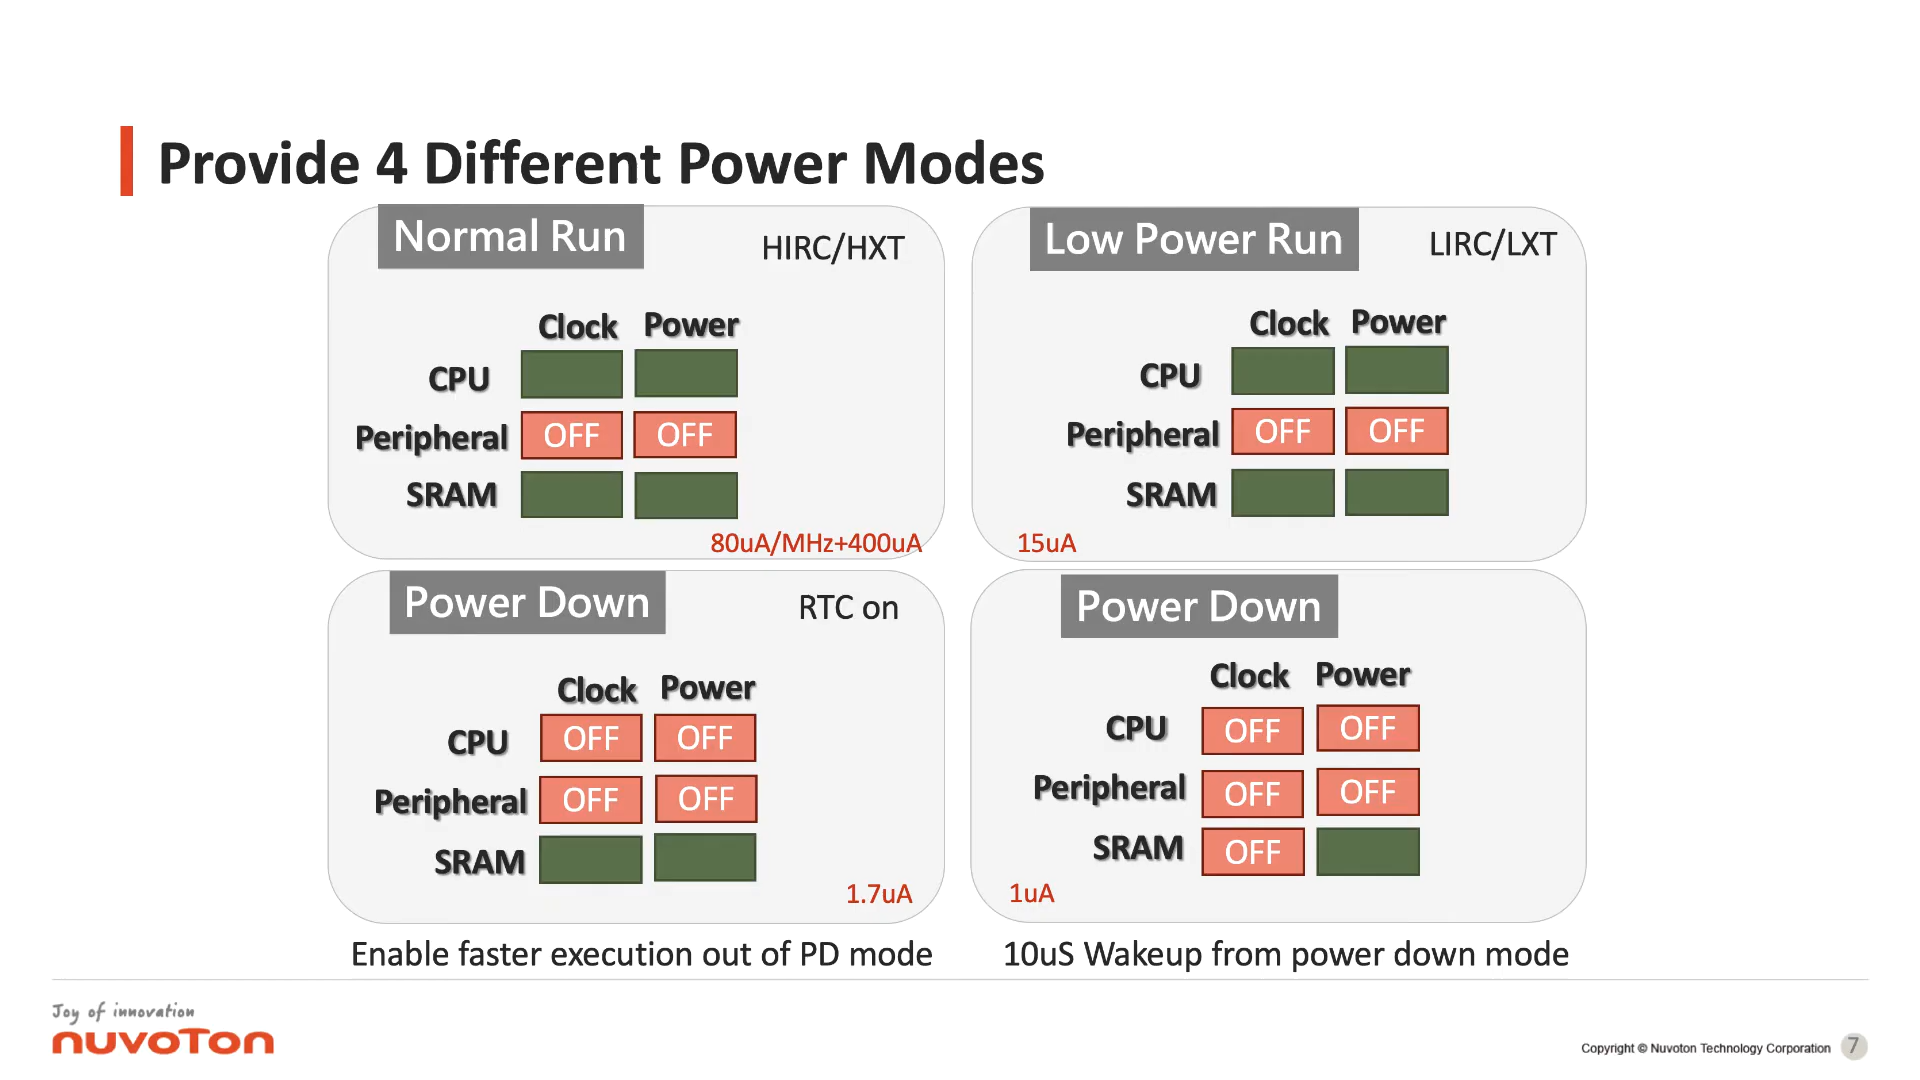 Provide 4 Different Power Modes
Normal Run
HIRC/HXT
Clock Power
CPU
Peripheral OFF OFF
SRAM
80uA/MHz+400uA
Low Power Run
LIRC/LXT
Clock Power
CPU
Peripheral OFF OFF
SRAM
15uA
Power Down
RTC on
Clock Power
CPU OFF OFF
Peripheral OFF OFF
SRAM
1.7uA
Enable faster execution out of PD mode
Power Down
Clock Power
CPU OFF OFF
Peripheral OFF OFF
SRAM OFF
1uA
10uS Wakeup from power down mode
Joy of innovation
nuvoTon
Copyright © Nuvoton Technology Corporation
7